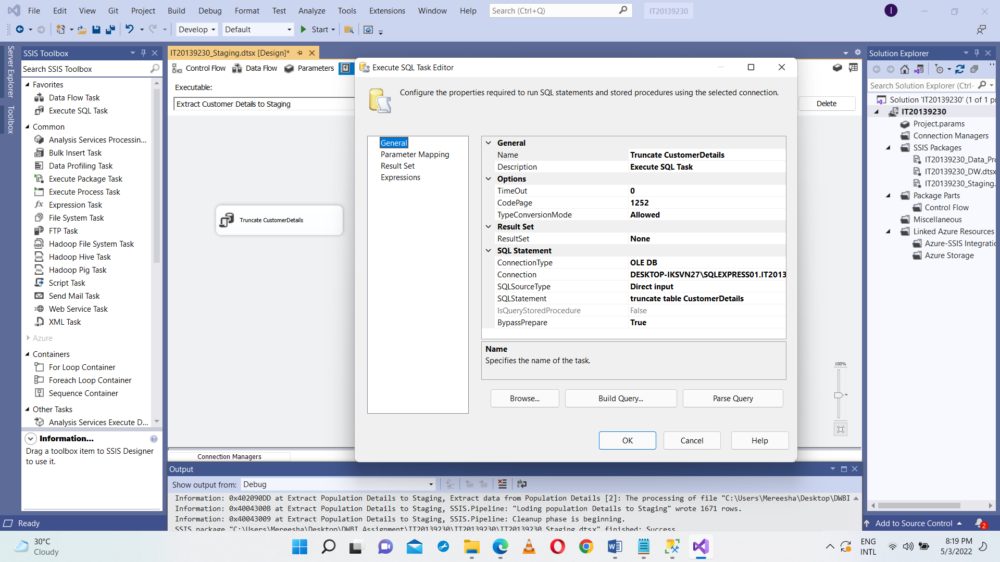 File Edit View Git Project Build Debug Format Test Analyze Tools Extensions Window Help Search (Ctrl+Q) IT20139230 I
Develop Default Start
Server Explorer
Toolbox
SSIS Toolbox
Search SSIS Toolbox
Favorites
Data Flow Task
Execute SQL Task
Common
Analysis Services Processin...
Bulk Insert Task
Data Profiling Task
Execute Package Task
Execute Process Task
Expression Task
File System Task
FTP Task
Hadoop File System Task
Hadoop Hive Task
Hadoop Pig Task
Script Task
Send Mail Task
Web Service Task
XML Task
Azure
Containers
For Loop Container
Foreach Loop Container
Sequence Container
Other Tasks
Analysis Services Execute D...
Information...
Drag a toolbox item to SSIS Designer
to use it.
IT20139230_Staging.dtsx [Design]*
Control Flow Data Flow Parameters
Executable:
Extract Customer Details to Staging
Delete
Truncate CustomerDetails
100%
Connection Managers
Execute SQL Task Editor
Configure the properties required to run SQL statements and stored procedures using the selected connection.
General
Parameter Mapping
Result Set
Expressions
General
Name Truncate CustomerDetails
Description Execute SQL Task
Options
TimeOut 0
CodePage 1252
TypeConversionMode Allowed
Result Set
ResultSet None
SQL Statement
ConnectionType OLE DB
Connection DESKTOP-IKSVN27\SQLEXPRESS01.IT2013
SQLSourceType Direct input
SQLStatement truncate table CustomerDetails
IsQueryStoredProcedure False
BypassPrepare True
Name
Specifies the name of the task.
Browse... Build Query... Parse Query
OK Cancel Help
Output
Show output from: Debug
Information: 0x402090DD at Extract Population Details to Staging, Extract data from Population Details [2]: The processing of file "C:\Users\Mereesha\Desktop\DWBI
Information: 0x4004300B at Extract Population Details to Staging, SSIS.Pipeline: "Loding population Details to Staging" wrote 1671 rows.
Information: 0x40043009 at Extract Population Details to Staging, SSIS.Pipeline: Cleanup phase is beginning.
SSIS package "C:\Users\Mereesha\Desktop\DWBI Assignment\IT20139230\IT20139230\IT20139230_Staging.dtsx" finished: Success.
Solution Explorer
Search Solution Explorer (Ctrl-
Solution 'IT20139230' (1 of 1 pr
IT20139230
Project.params
Connection Managers
SSIS Packages
IT20139230_Data_Pro
IT20139230_DW.dtsx
IT20139230_Staging.
Package Parts
Control Flow
Miscellaneous
Linked Azure Resources
Azure-SSIS Integratic
Azure Storage
Ready
Add to Source Control 2
30°C
Cloudy
ENG
INTL
8:19 PM
5/3/2022